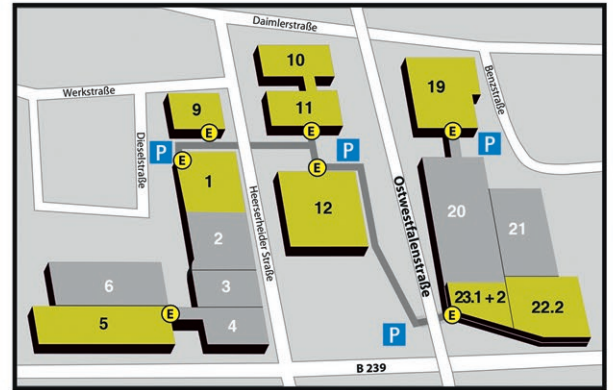 Daimlerstraße
10
19
Benzstraße
Werkstraße
9
11
E
E
E
P
P
P
Dieselstraße
E
E
1
12
Heerserheider Straße
Ostwestfalenstraße
20
21
2
6
3
5
E
4
23.1 + 2
22.2
E
P
B 239